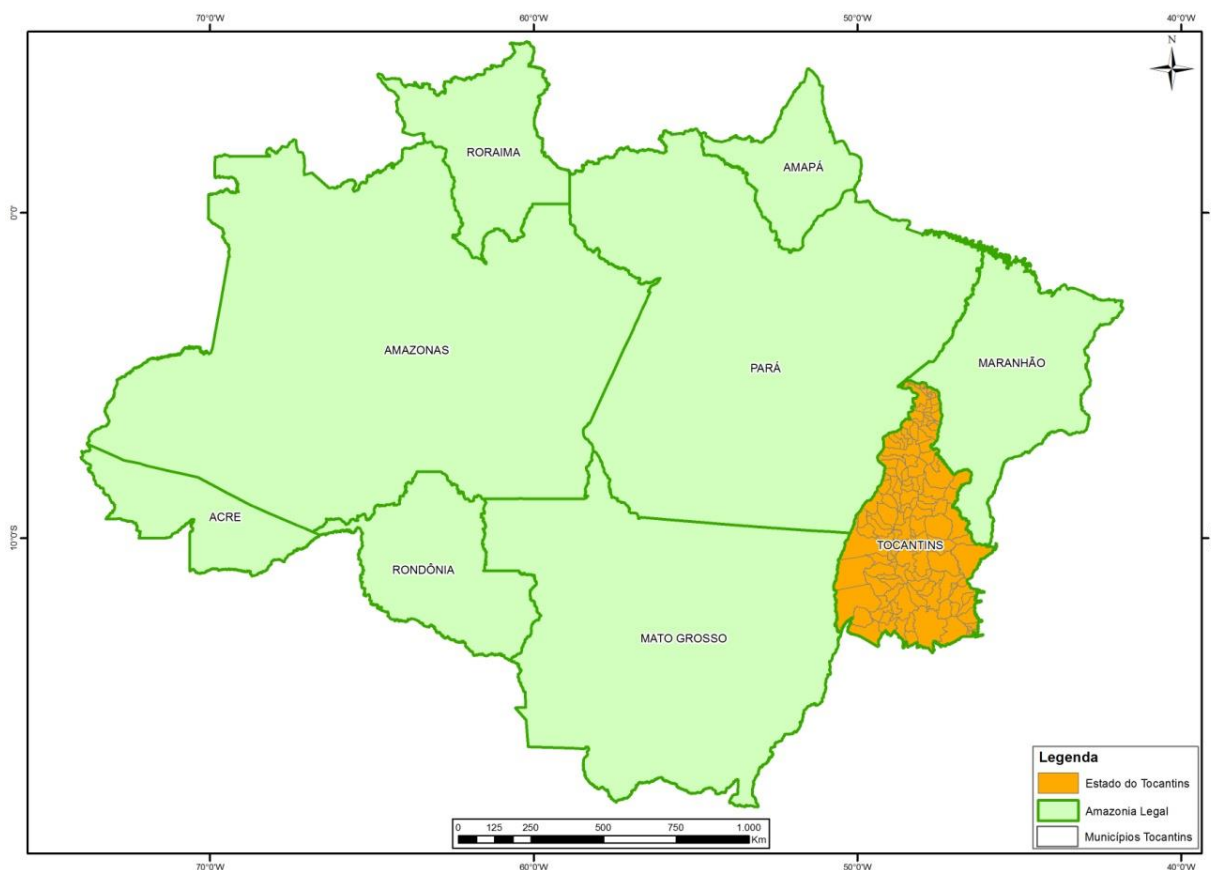 70°0'W 60°0'W 50°0'W 40°0'W
N
RORAIMA
AMAPÁ
0°0'
AMAZONAS
PARÁ
MARANHÃO
ACRE
10°0'S
TOCANTINS
RONDÔNIA
MATO GROSSO
Legenda
Estado do Tocantins
Amazonia Legal
Municípios Tocantins
0 125 250 500 750 1.000
Km
70°0'W 60°0'W 50°0'W 40°0'W